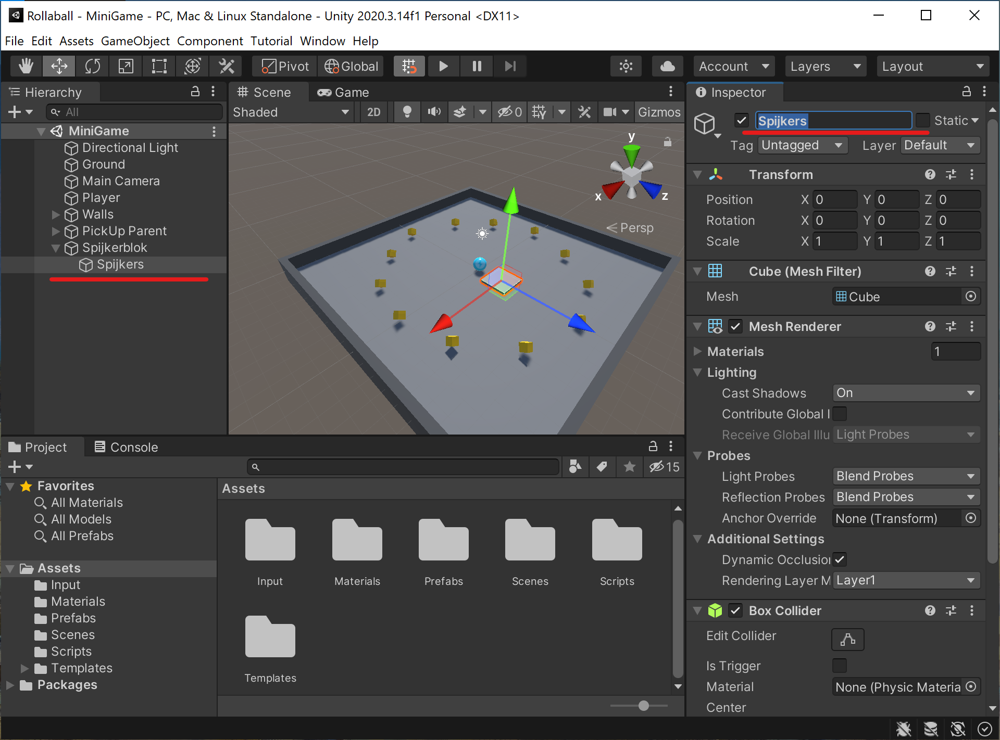 Rollaball - MiniGame - PC, Mac & Linux Standalone - Unity 2020.3.14f1 Personal <DX11>
File Edit Assets GameObject Component Tutorial Window Help
Pivot Global Account Layers Layout
Hierarchy
All
MiniGame
Directional Light
Ground
Main Camera
Player
Walls
PickUp Parent
Spijkerblok
Spijkers
Scene Game
Shaded 2D 0 Gizmos
y
x
z
Persp
Inspector
Spijkers Static
Tag Untagged Layer Default
Transform
Position X 0 Y 0 Z 0
Rotation X 0 Y 0 Z 0
Scale X 1 Y 1 Z 1
Cube (Mesh Filter)
Mesh Cube
Mesh Renderer
Materials 1
Lighting
Cast Shadows On
Contribute Global I
Receive Global Illu Light Probes
Probes
Light Probes Blend Probes
Reflection Probes Blend Probes
Anchor Override None (Transform)
Additional Settings
Dynamic Occlusion
Rendering Layer M Layer1
Box Collider
Edit Collider
Is Trigger
Material None (Physic Materia
Center
Project Console
15
Favorites
All Materials
All Models
All Prefabs
Assets
Input
Materials
Prefabs
Scenes
Scripts
Templates
Packages
Assets
Input Materials Prefabs Scenes Scripts
Templates